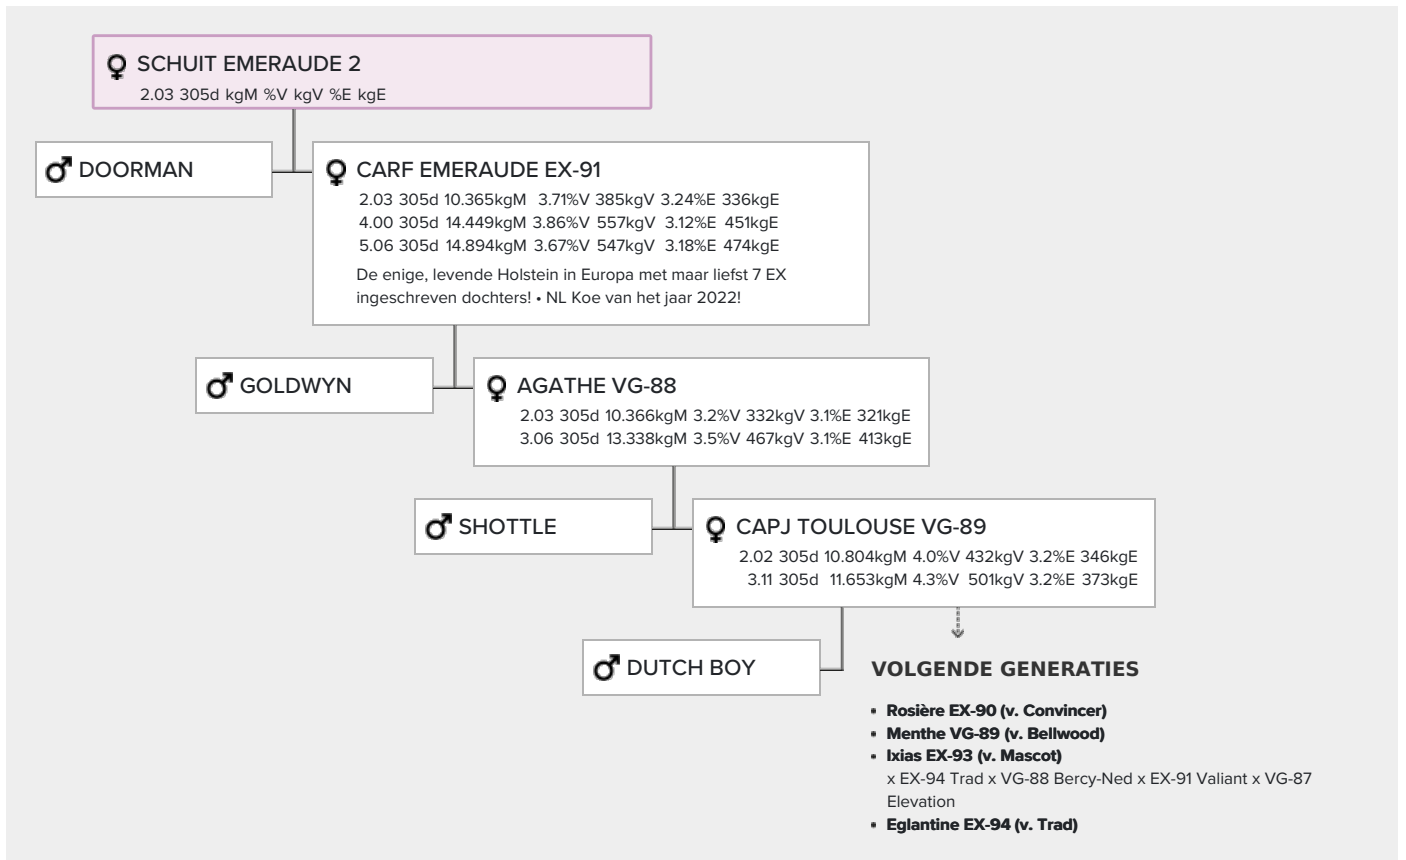 SCHUIT EMERAUDE 2
2.03 305d kgM %V kgV %E kgE
DOORMAN
CARF EMERAUDE EX-91
2.03 305d 10.365kgM 3.71%V 385kgV 3.24%E 336kgE
4.00 305d 14.449kgM 3.86%V 557kgV 3.12%E 451kgE
5.06 305d 14.894kgM 3.67%V 547kgV 3.18%E 474kgE
De enige, levende Holstein in Europa met maar liefst 7 EX
ingeschreven dochters! • NL Koe van het jaar 2022!
GOLDWYN
AGATHE VG-88
2.03 305d 10.366kgM 3.2%V 332kgV 3.1%E 321kgE
3.06 305d 13.338kgM 3.5%V 467kgV 3.1%E 413kgE
SHOTTLE
CAPJ TOULOUSE VG-89
2.02 305d 10.804kgM 4.0%V 432kgV 3.2%E 346kgE
3.11 305d 11.653kgM 4.3%V 501kgV 3.2%E 373kgE
DUTCH BOY
VOLGENDE GENERATIES
• Rosière EX-90 (v. Convincer)
• Menthe VG-89 (v. Bellwood)
• Ixias EX-93 (v. Mascot)
x EX-94 Trad x VG-88 Bercy-Ned x EX-91 Valiant x VG-87
Elevation
• Eglantine EX-94 (v. Trad)